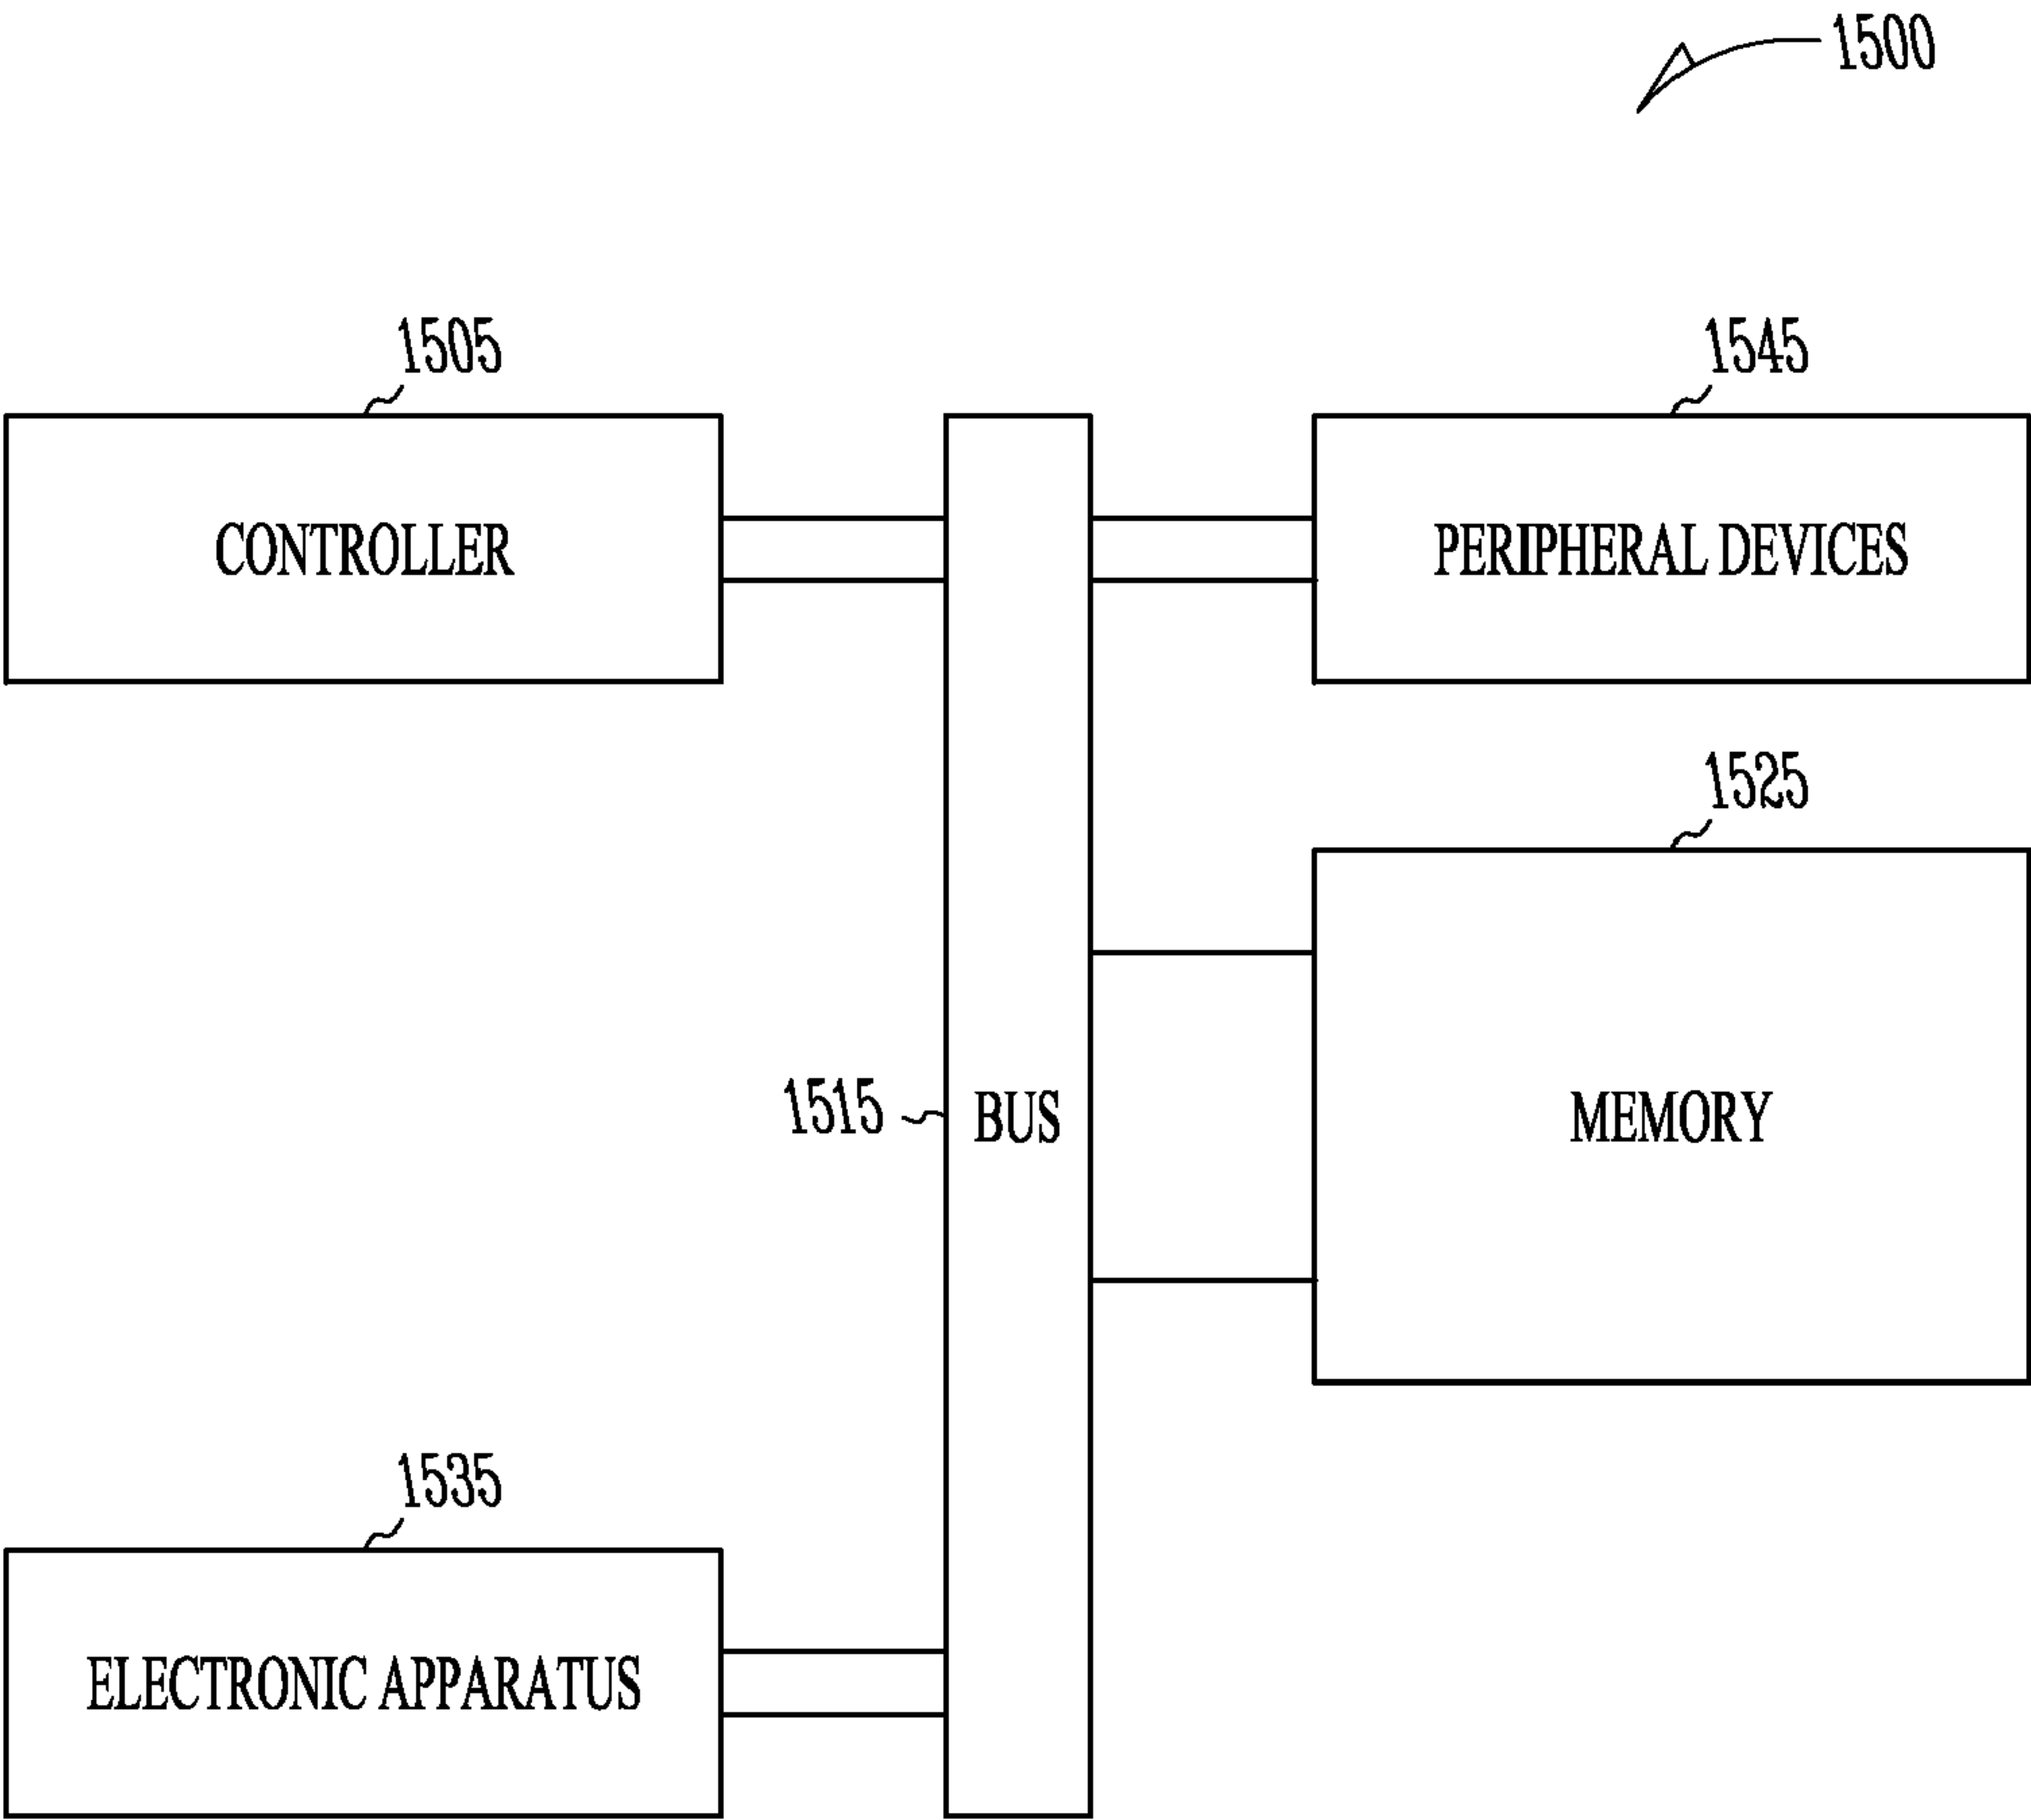 1500
1505
1545
CONTROLLER
PERIPHERAL DEVICES
1525
1515
BUS
MEMORY
1535
ELECTRONIC APPARATUS